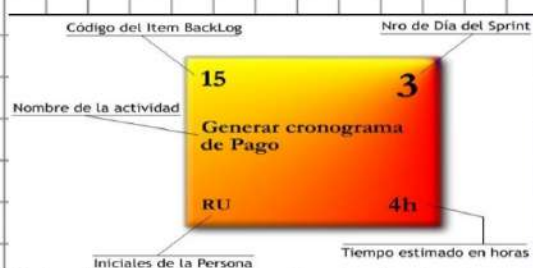 Código del Item BackLog
Nro de Día del Sprint
15
3
Nombre de la actividad
Generar cronograma
de Pago
RU
4h
Iniciales de la Persona
Tiempo estimado en horas